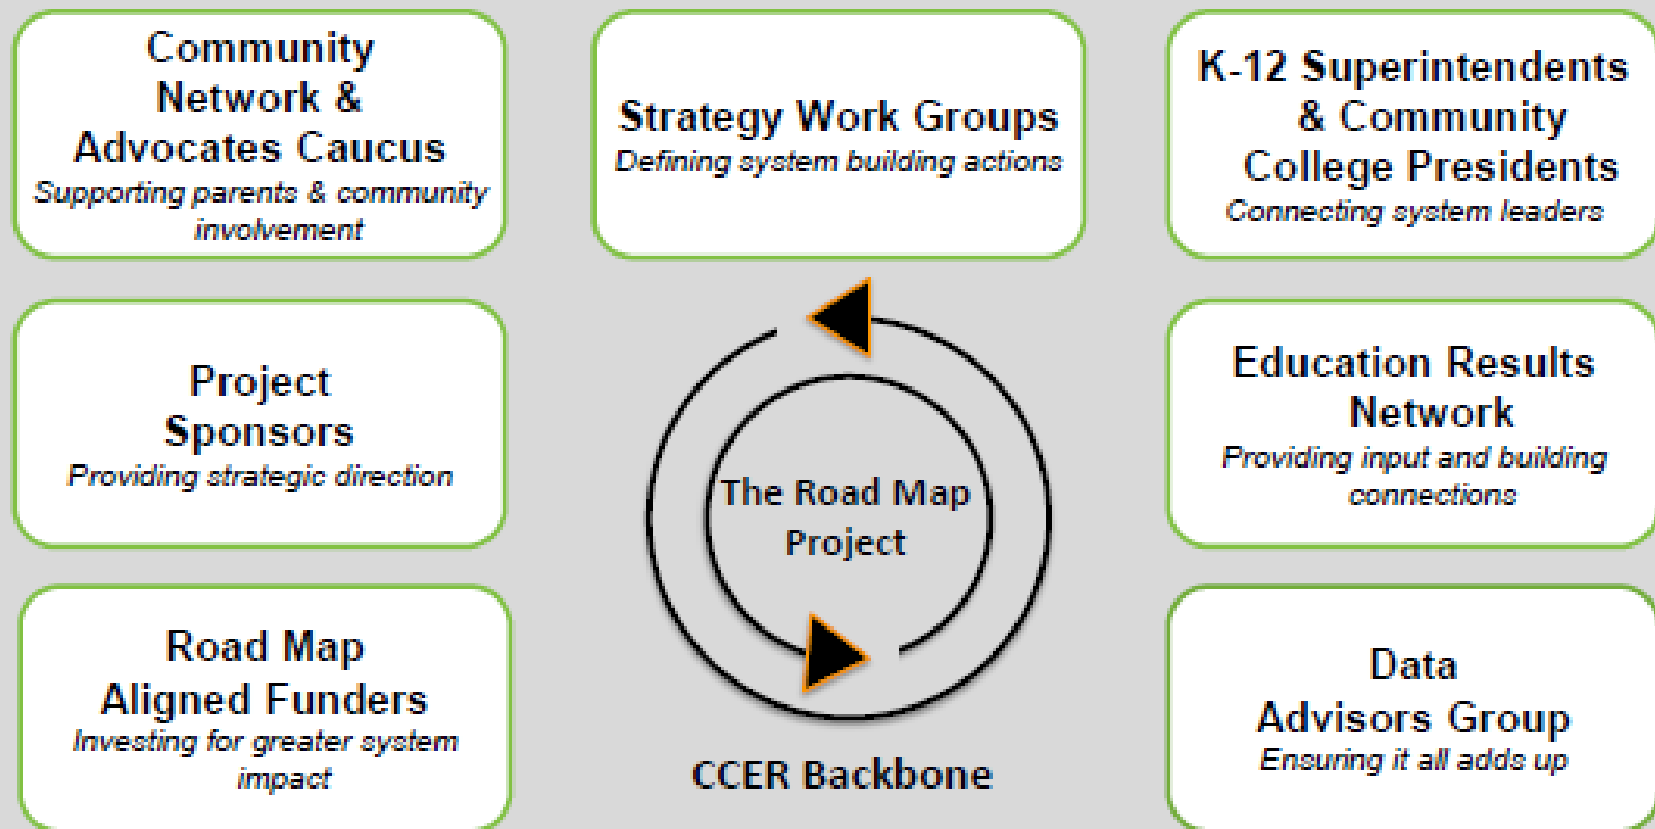 Community
Network &
Advocates Caucus
Supporting parents & community
involvement
Strategy Work Groups
Defining system building actions
K-12 Superintendents
& Community
College Presidents
Connecting system leaders
Project
Sponsors
Providing strategic direction
The Road Map
Project
Education Results
Network
Providing input and building
connections
Road Map
Aligned Funders
Investing for greater system
impact
CCER Backbone
Data
Advisors Group
Ensuring it all adds up